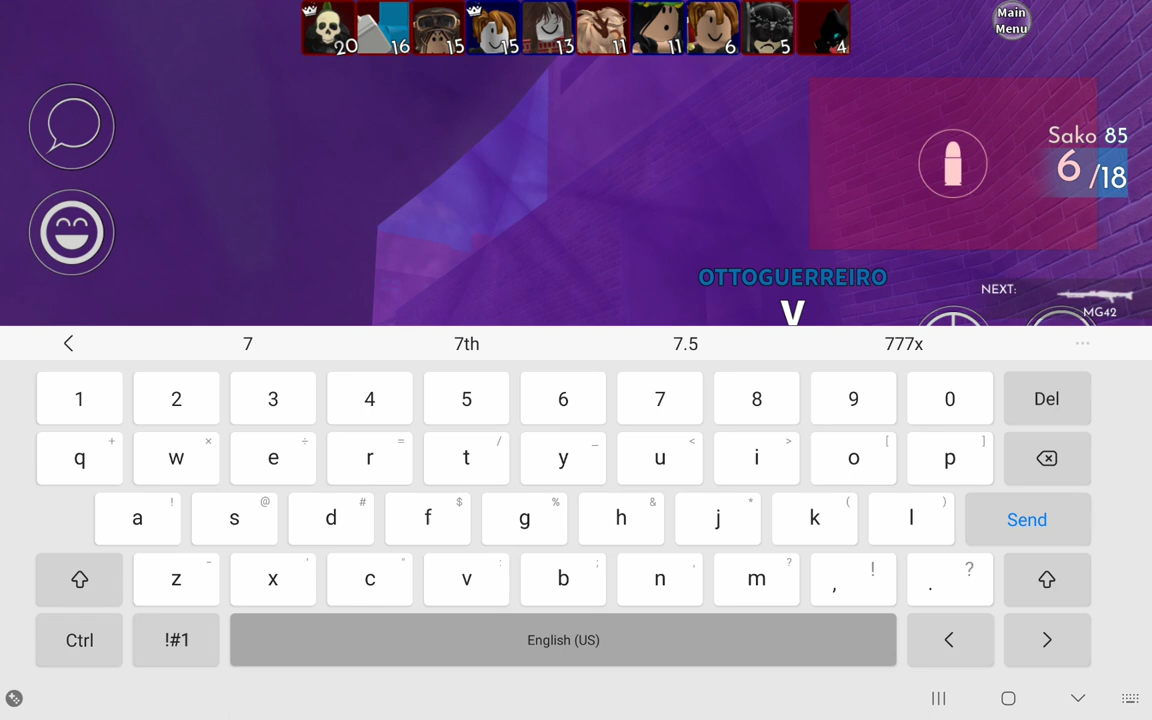 20 16 15 15 13 11 11 6 5 4
Main
Menu
Sako 85
6 /18
OTTOGUERREIRO
V
NEXT:
MG42
7 7th 7.5 777x
1 2 3 4 5 6 7 8 9 0 Del
+ × ÷ = / _ < > [ ]
q w e r t y u i o p
! @ # $ % & * ( )
a s d f g h j k l Send
- ' " : ; , ? ! ?
z x c v b n m , .
Ctrl !#1 English (US) < >